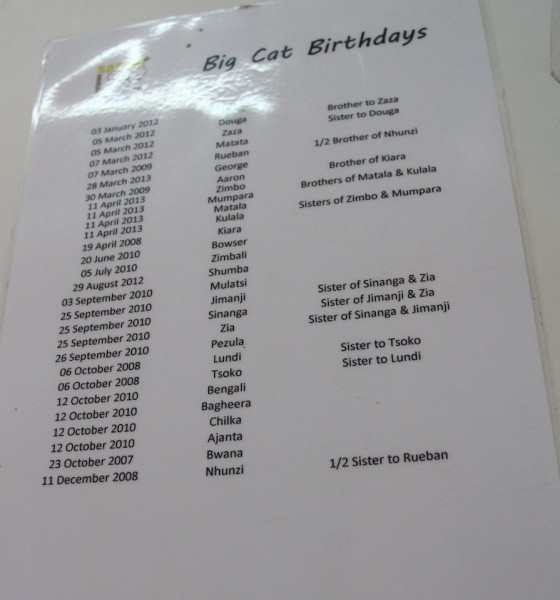 Big Cat Birthdays
03 January 2012
05 March 2012 Douga Brother to Zaza
05 March 2012 Zaza Sister to Douga
07 March 2012 Matata
07 March 2009 Rueban 1/2 Brother of Nhunzi
28 March 2013 George
30 March 2009 Aaron Brother of Kiara
11 April 2013 Zimbo Brothers of Matala & Kulala
11 April 2013 Mumpara
11 April 2013 Matala Sisters of Zimbo & Mumpara
11 April 2013 Kulala
19 April 2008 Kiara
20 June 2010 Bowser
05 July 2010 Zimbali
29 August 2012 Shumba
03 September 2010 Mulatsi
25 September 2010 Jimanji Sister of Sinanga & Zia
25 September 2010 Sinanga Sister of Jimanji & Zia
25 September 2010 Zia Sister of Sinanga & Jimanji
26 September 2010 Pezula
06 October 2008 Lundi Sister to Tsoko
06 October 2008 Tsoko Sister to Lundi
12 October 2010 Bengali
12 October 2010 Bagheera
12 October 2010 Chilka
12 October 2010 Ajanta
23 October 2007 Bwana
11 December 2008 Nhunzi 1/2 Sister to Rueban